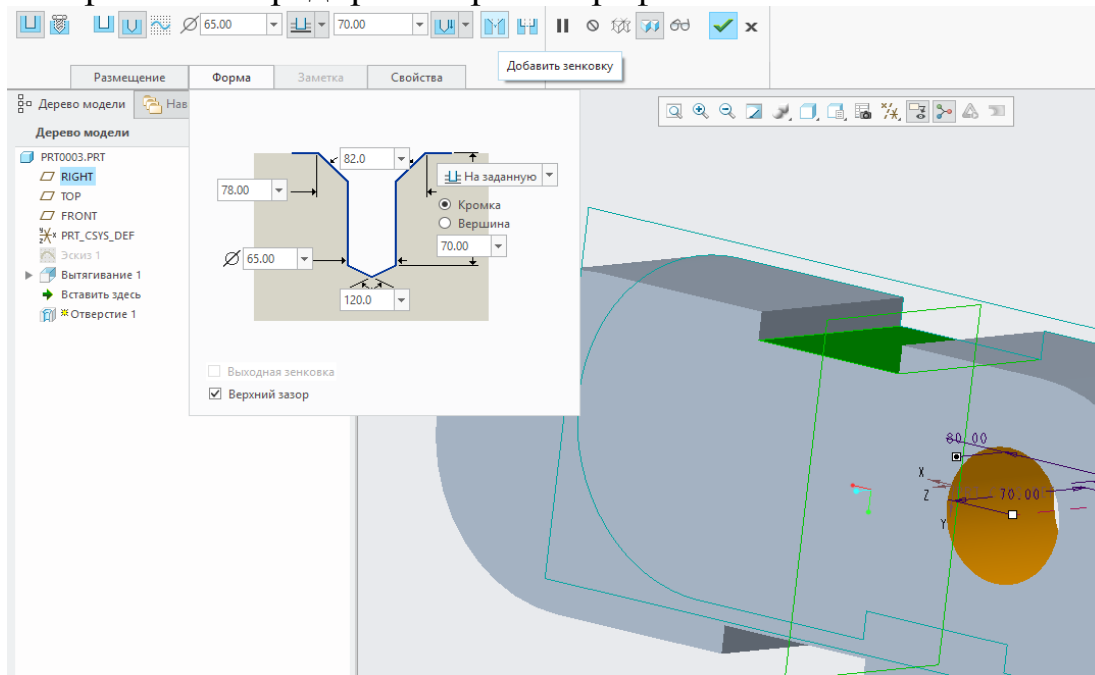 65.00
70.00
Добавить зенковку
Размещение
Форма
Заметка
Свойства
Дерево модели
Нав
Дерево модели
PRT0003.PRT
RIGHT
TOP
FRONT
PRT_CSYS_DEF
Эскиз 1
Вытягивание 1
Вставить здесь
Отверстие 1
82.0
На заданную
78.00
Кромка
Вершина
70.00
65.00
120.0
Выходная зенковка
Верхний зазор
80.00
X
Z
70.00
Y